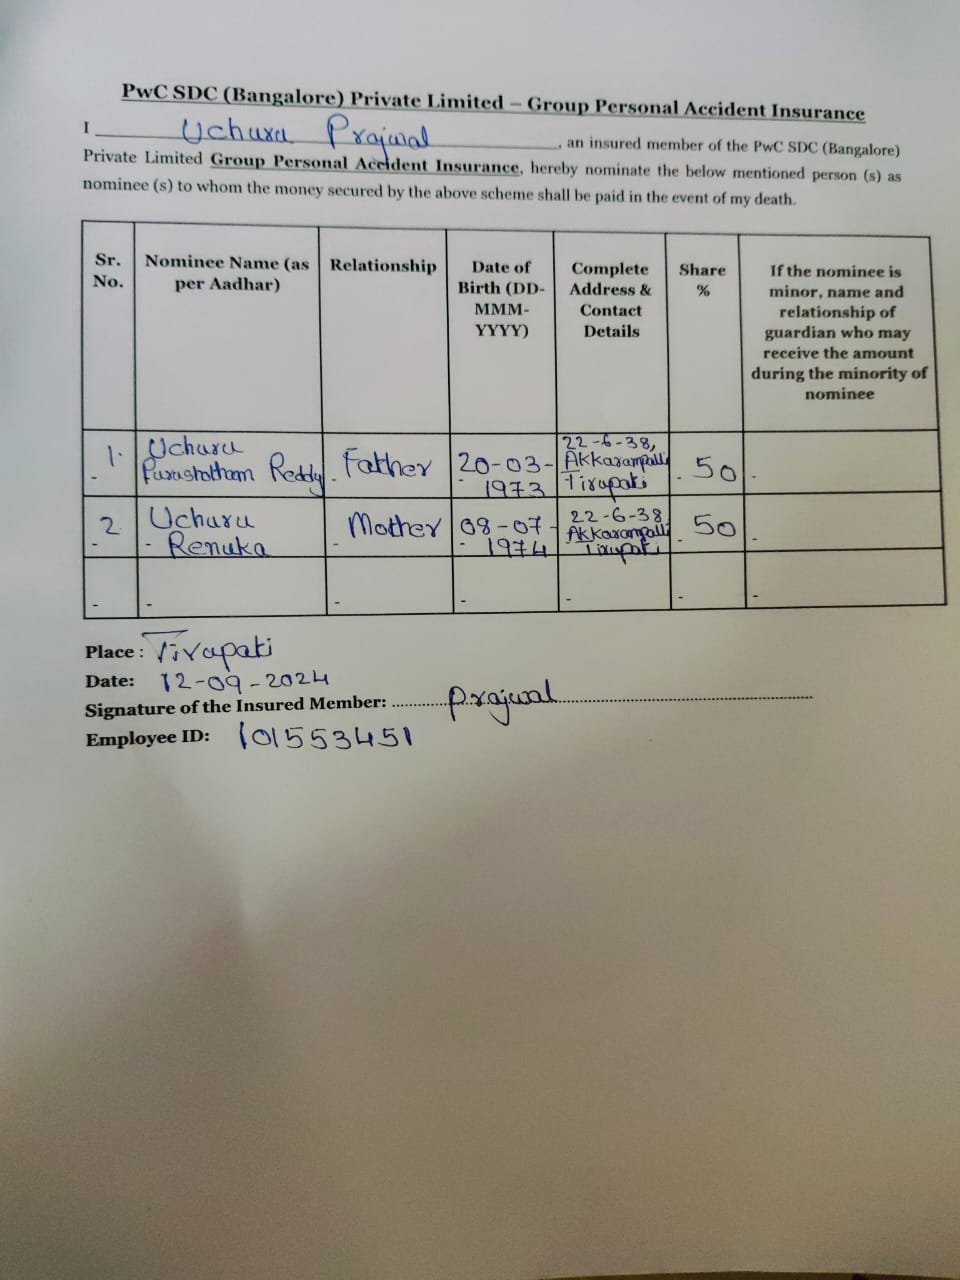 PwC SDC (Bangalore) Private Limited – Group Personal Accident Insurance
I Uchuru Prajwal, an insured member of the PwC SDC (Bangalore)
Private Limited Group Personal Accident Insurance, hereby nominate the below mentioned person (s) as
nominee (s) to whom the money secured by the above scheme shall be paid in the event of my death.
Sr. No.
Nominee Name (as per Aadhar)
Relationship
Date of Birth (DD-MMM-YYYY)
Complete Address & Contact Details
Share %
If the nominee is minor, name and relationship of guardian who may receive the amount during the minority of nominee
1. Uchuru Purushotham Reddy Father 20-03-1973 22-6-38, Akkarampalli Tirupati 50
2. Uchuru Renuka Mother 08-07-1974 22-6-38 Akkarampalli Tirupati 50
Place : Tirupati
Date: 12-09-2024
Signature of the Insured Member: Prajwal
Employee ID: 101553451